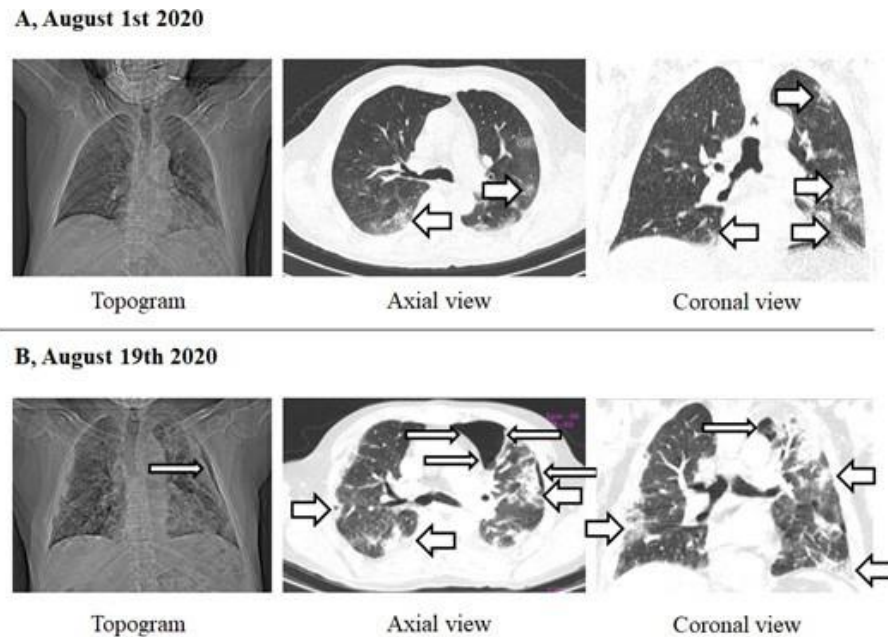 A, August 1st 2020
Topogram
Axial view
Coronal view
B, August 19th 2020
Topogram
Axial view
Coronal view